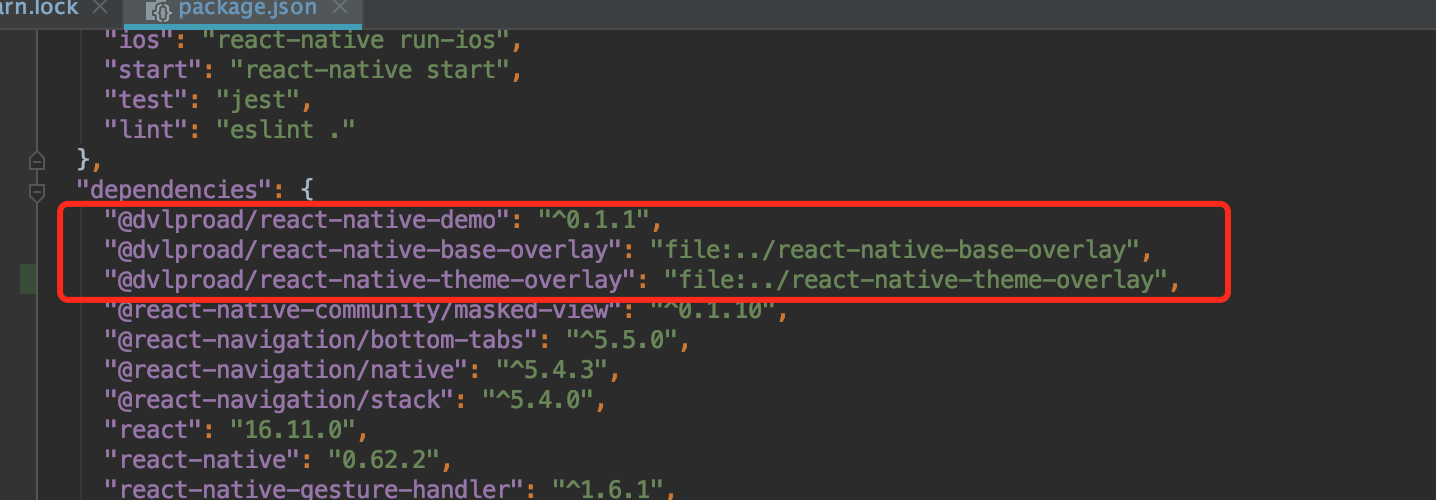 arn.lock package.json
"ios": "react-native run-ios",
"start": "react-native start",
"test": "jest",
"lint": "eslint ."
},
"dependencies": {
"@dvlproad/react-native-demo": "^0.1.1",
"@dvlproad/react-native-base-overlay": "file:../react-native-base-overlay",
"@dvlproad/react-native-theme-overlay": "file:../react-native-theme-overlay",
"@react-native-community/masked-view": "^0.1.10",
"@react-navigation/bottom-tabs": "^5.5.0",
"@react-navigation/native": "^5.4.3",
"@react-navigation/stack": "^5.4.0",
"react": "16.11.0",
"react-native": "0.62.2",
"react-native-gesture-handler": "^1.6.1",